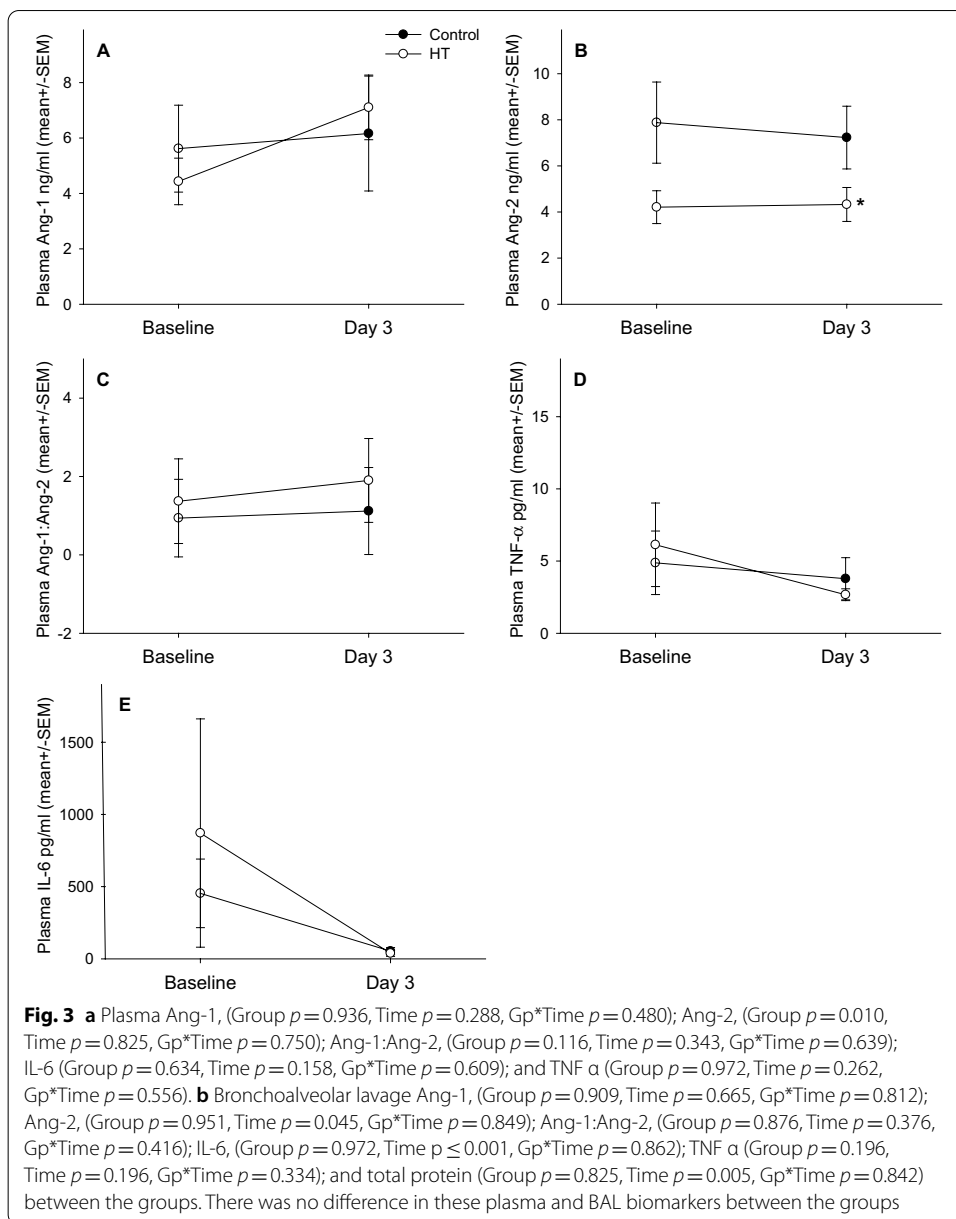 Control
HT
A
Plasma Ang-1 ng/ml (mean+/-SEM)
8
6
4
2
0
Baseline
Day 3
B
Plasma Ang-2 ng/ml (mean+/-SEM)
10
8
6
4
2
0
*
Baseline
Day 3
C
Plasma Ang-1:Ang-2 (mean+/-SEM)
4
2
0
-2
Baseline
Day 3
D
Plasma TNF-α pg/ml (mean+/-SEM)
15
10
5
0
Baseline
Day 3
E
Plasma IL-6 pg/ml (mean+/-SEM)
1500
1000
500
0
Baseline
Day 3
Fig. 3 a Plasma Ang-1, (Group p = 0.936, Time p = 0.288, Gp*Time p = 0.480); Ang-2, (Group p = 0.010,
Time p = 0.825, Gp*Time p = 0.750); Ang-1:Ang-2, (Group p = 0.116, Time p = 0.343, Gp*Time p = 0.639);
IL-6 (Group p = 0.634, Time p = 0.158, Gp*Time p = 0.609); and TNF α (Group p = 0.972, Time p = 0.262,
Gp*Time p = 0.556). b Bronchoalveolar lavage Ang-1, (Group p = 0.909, Time p = 0.665, Gp*Time p = 0.812);
Ang-2, (Group p = 0.951, Time p = 0.045, Gp*Time p = 0.849); Ang-1:Ang-2, (Group p = 0.876, Time p = 0.376,
Gp*Time p = 0.416); IL-6, (Group p = 0.972, Time p ≤ 0.001, Gp*Time p = 0.862); TNF α (Group p = 0.196,
Time p = 0.196, Gp*Time p = 0.334); and total protein (Group p = 0.825, Time p = 0.005, Gp*Time p = 0.842)
between the groups. There was no difference in these plasma and BAL biomarkers between the groups